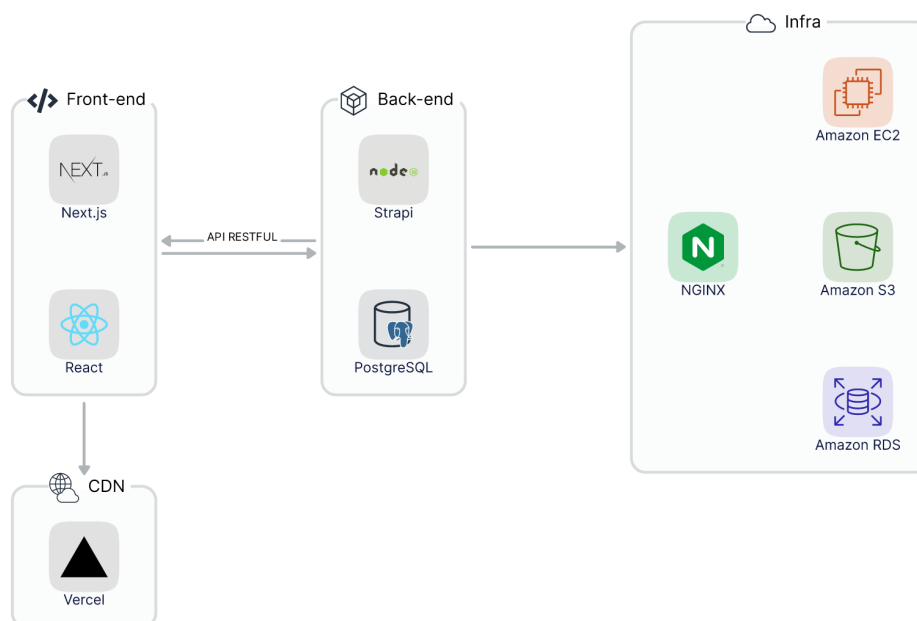 Infra
Front-end
Back-end
Amazon EC2
NEXT.js
node
Next.js
Strapi
API RESTFUL
N
NGINX
Amazon S3
React
PostgreSQL
Amazon RDS
CDN
Vercel